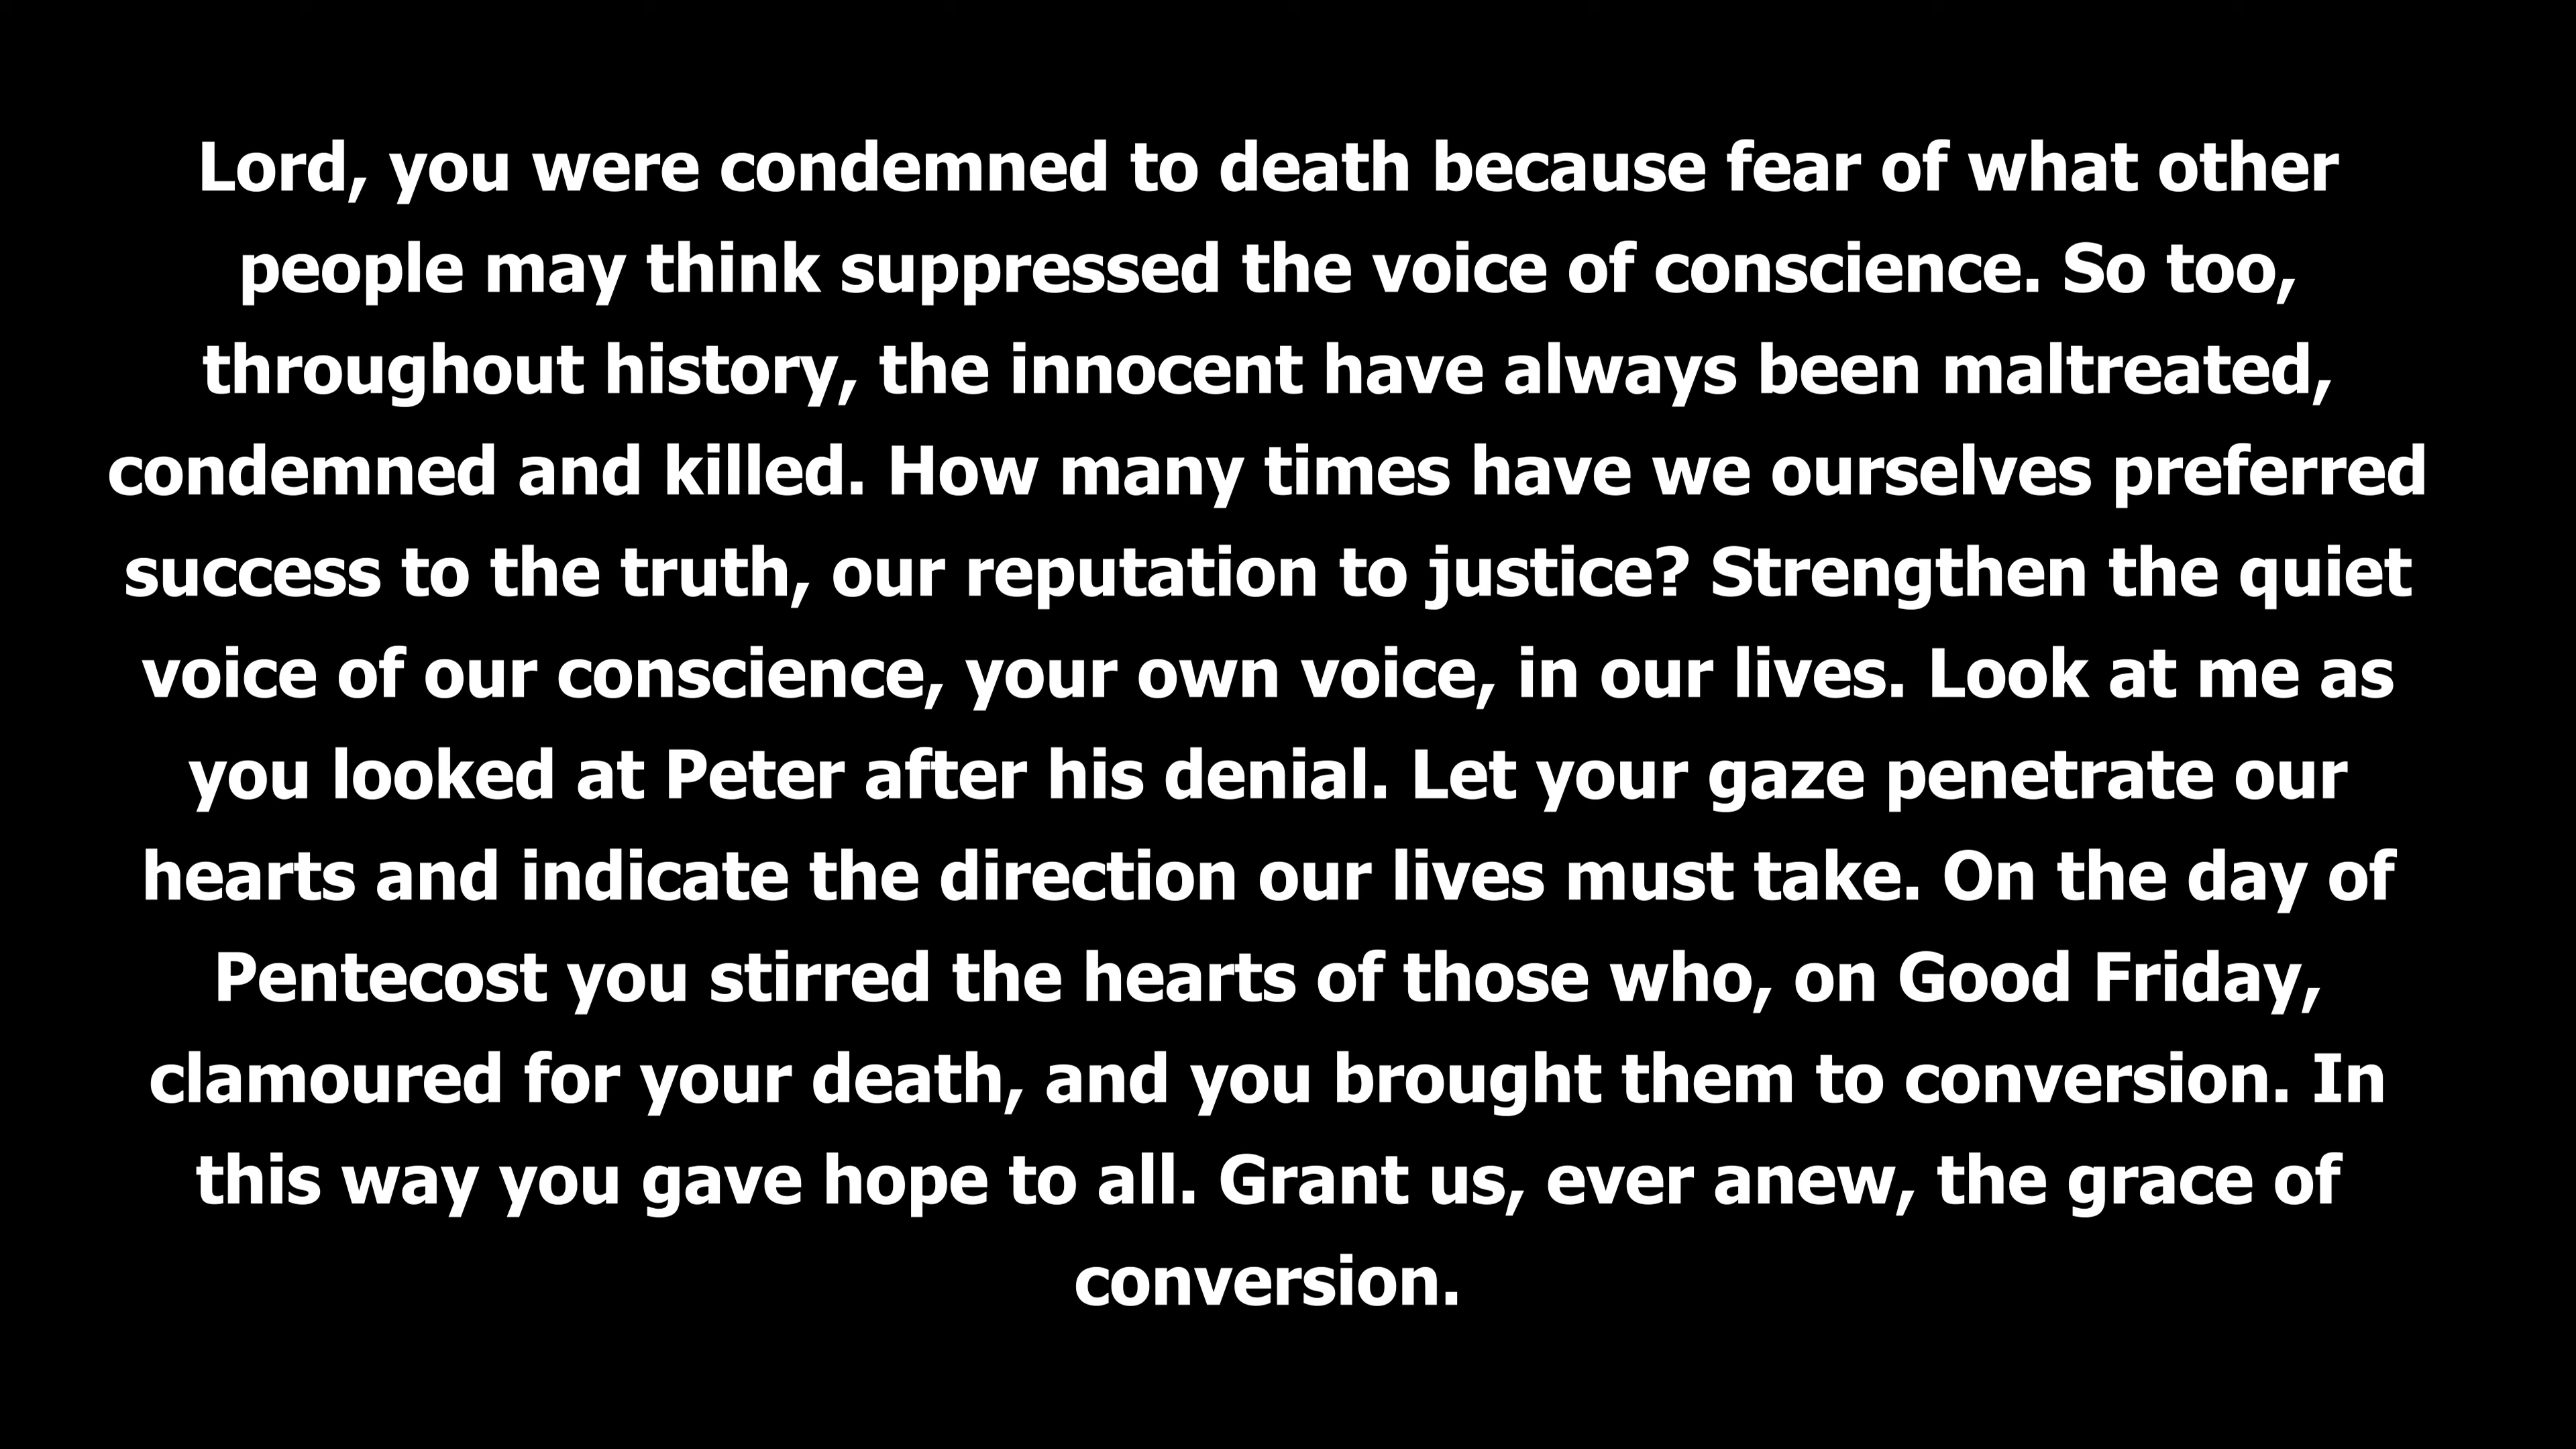 Lord, you were condemned to death because fear of what other
people may think suppressed the voice of conscience. So too,
throughout history, the innocent have always been maltreated,
condemned and killed. How many times have we ourselves preferred
success to the truth, our reputation to justice? Strengthen the quiet
voice of our conscience, your own voice, in our lives. Look at me as
you looked at Peter after his denial. Let your gaze penetrate our
hearts and indicate the direction our lives must take. On the day of
Pentecost you stirred the hearts of those who, on Good Friday,
clamoured for your death, and you brought them to conversion. In
this way you gave hope to all. Grant us, ever anew, the grace of
conversion.